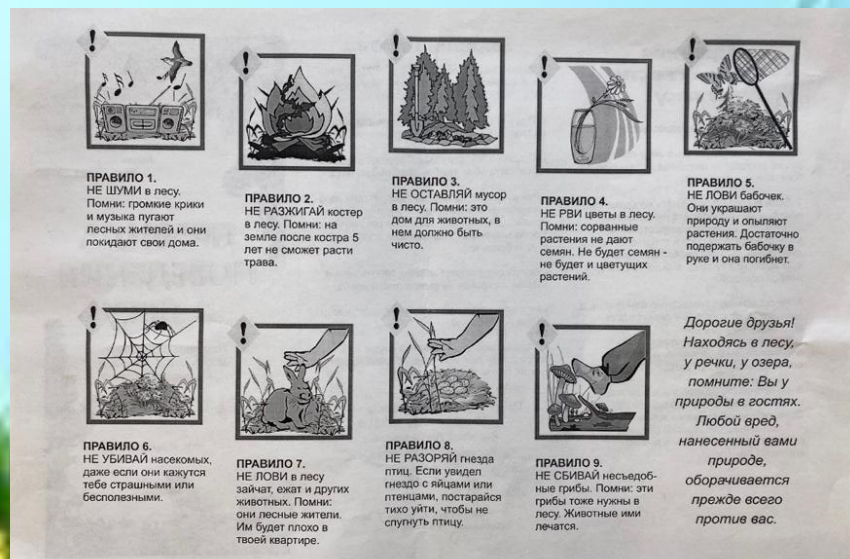 ПРАВИЛО 1.
НЕ ШУМИ в лесу.
Помни: громкие крики
и музыка пугают
лесных жителей и они
покидают свои дома.
ПРАВИЛО 2.
НЕ РАЗЖИГАЙ костер
в лесу. Помни: на
земле после костра 5
лет не сможет расти
трава.
ПРАВИЛО 3.
НЕ ОСТАВЛЯЙ мусор
в лесу. Помни: это
дом для животных, в
нем должно быть
чисто.
ПРАВИЛО 4.
НЕ РВИ цветы в лесу.
Помни: сорванные
растения не дают
семян. Не будет семян -
не будет и цветущих
растений.
ПРАВИЛО 5.
НЕ ЛОВИ бабочек.
Они украшают
природу и опыляют
растения. Достаточно
подержать бабочку в
руке и она погибнет.
ПРАВИЛО 6.
НЕ УБИВАЙ насекомых,
даже если они кажутся
тебе страшными или
бесполезными.
ПРАВИЛО 7.
НЕ ЛОВИ в лесу
зайчат, ежат и других
животных. Помни:
они лесные жители.
Им будет плохо в
твоей квартире.
ПРАВИЛО 8.
НЕ РАЗОРЯЙ гнезда
птиц. Если увидел
гнездо с яйцами или
птенцами, постарайся
тихо уйти, чтобы не
спугнуть птицу.
ПРАВИЛО 9.
НЕ СБИВАЙ несъедоб-
ные грибы. Помни: эти
грибы тоже нужны в
лесу. Животные ими
лечатся.
Дорогие друзья!
Находясь в лесу,
у речки, у озера,
помните: Вы у
природы в гостях.
Любой вред,
нанесенный вами
природе,
оборачивается
прежде всего
против вас.